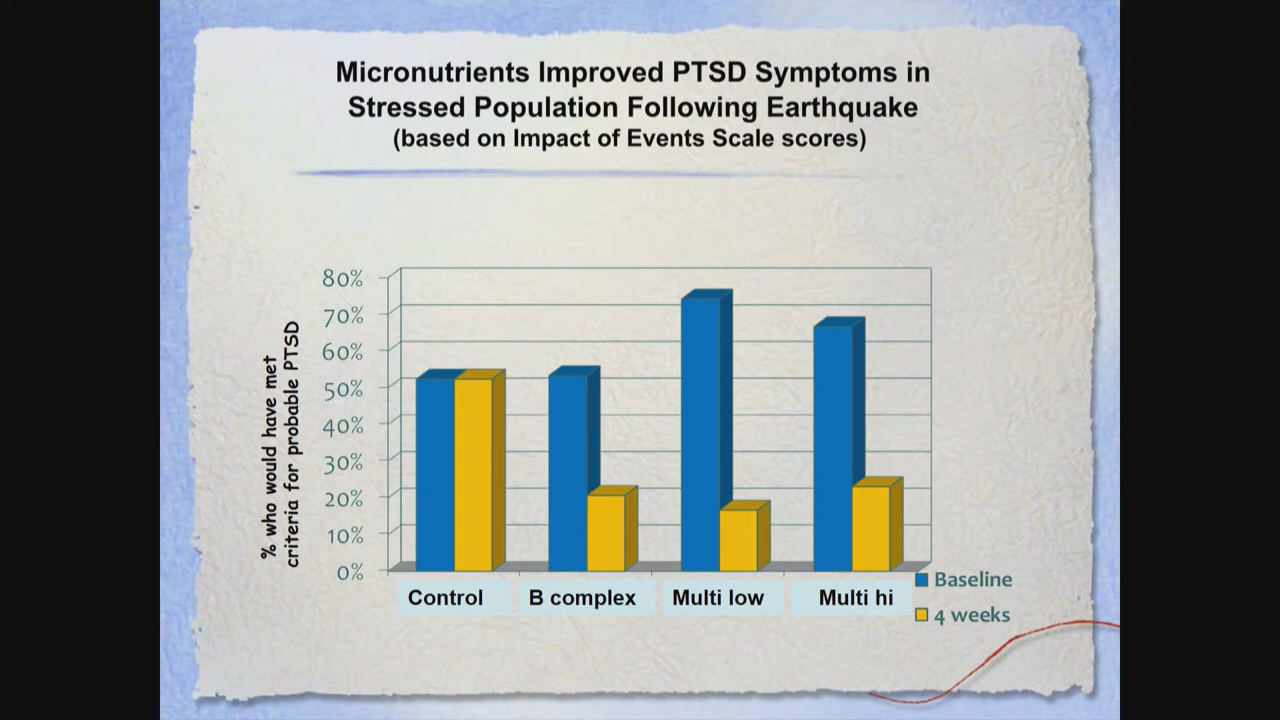 Micronutrients Improved PTSD Symptoms in
Stressed Population Following Earthquake
(based on Impact of Events Scale scores)
% who would have met
criteria for probable PTSD
80%
70%
60%
50%
40%
30%
20%
10%
0%
Control
B complex
Multi low
Multi hi
Baseline
4 weeks